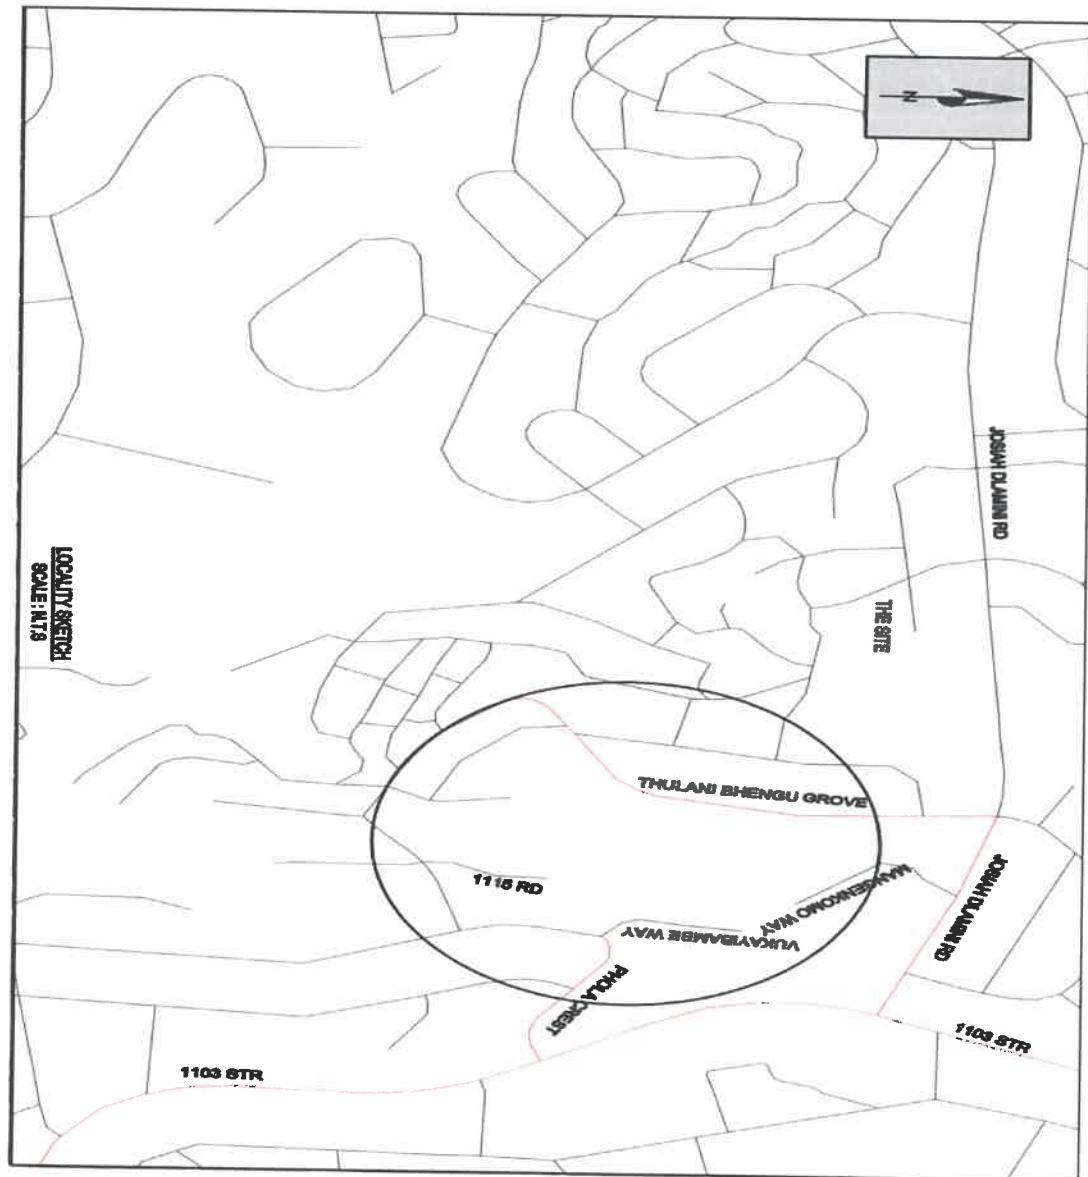 N
JOSIAH DLAMINI RD
THE SITE
LOCALITY SKETCH
SCALE: N.T.S
THULANI BHENGU GROVE
MANGENKOMO WAY
1115 RD
VUKAYIBAMBE WAY
JOSIAH DLAMINI RD
PHOLA CREST
1103 STR
1103 STR